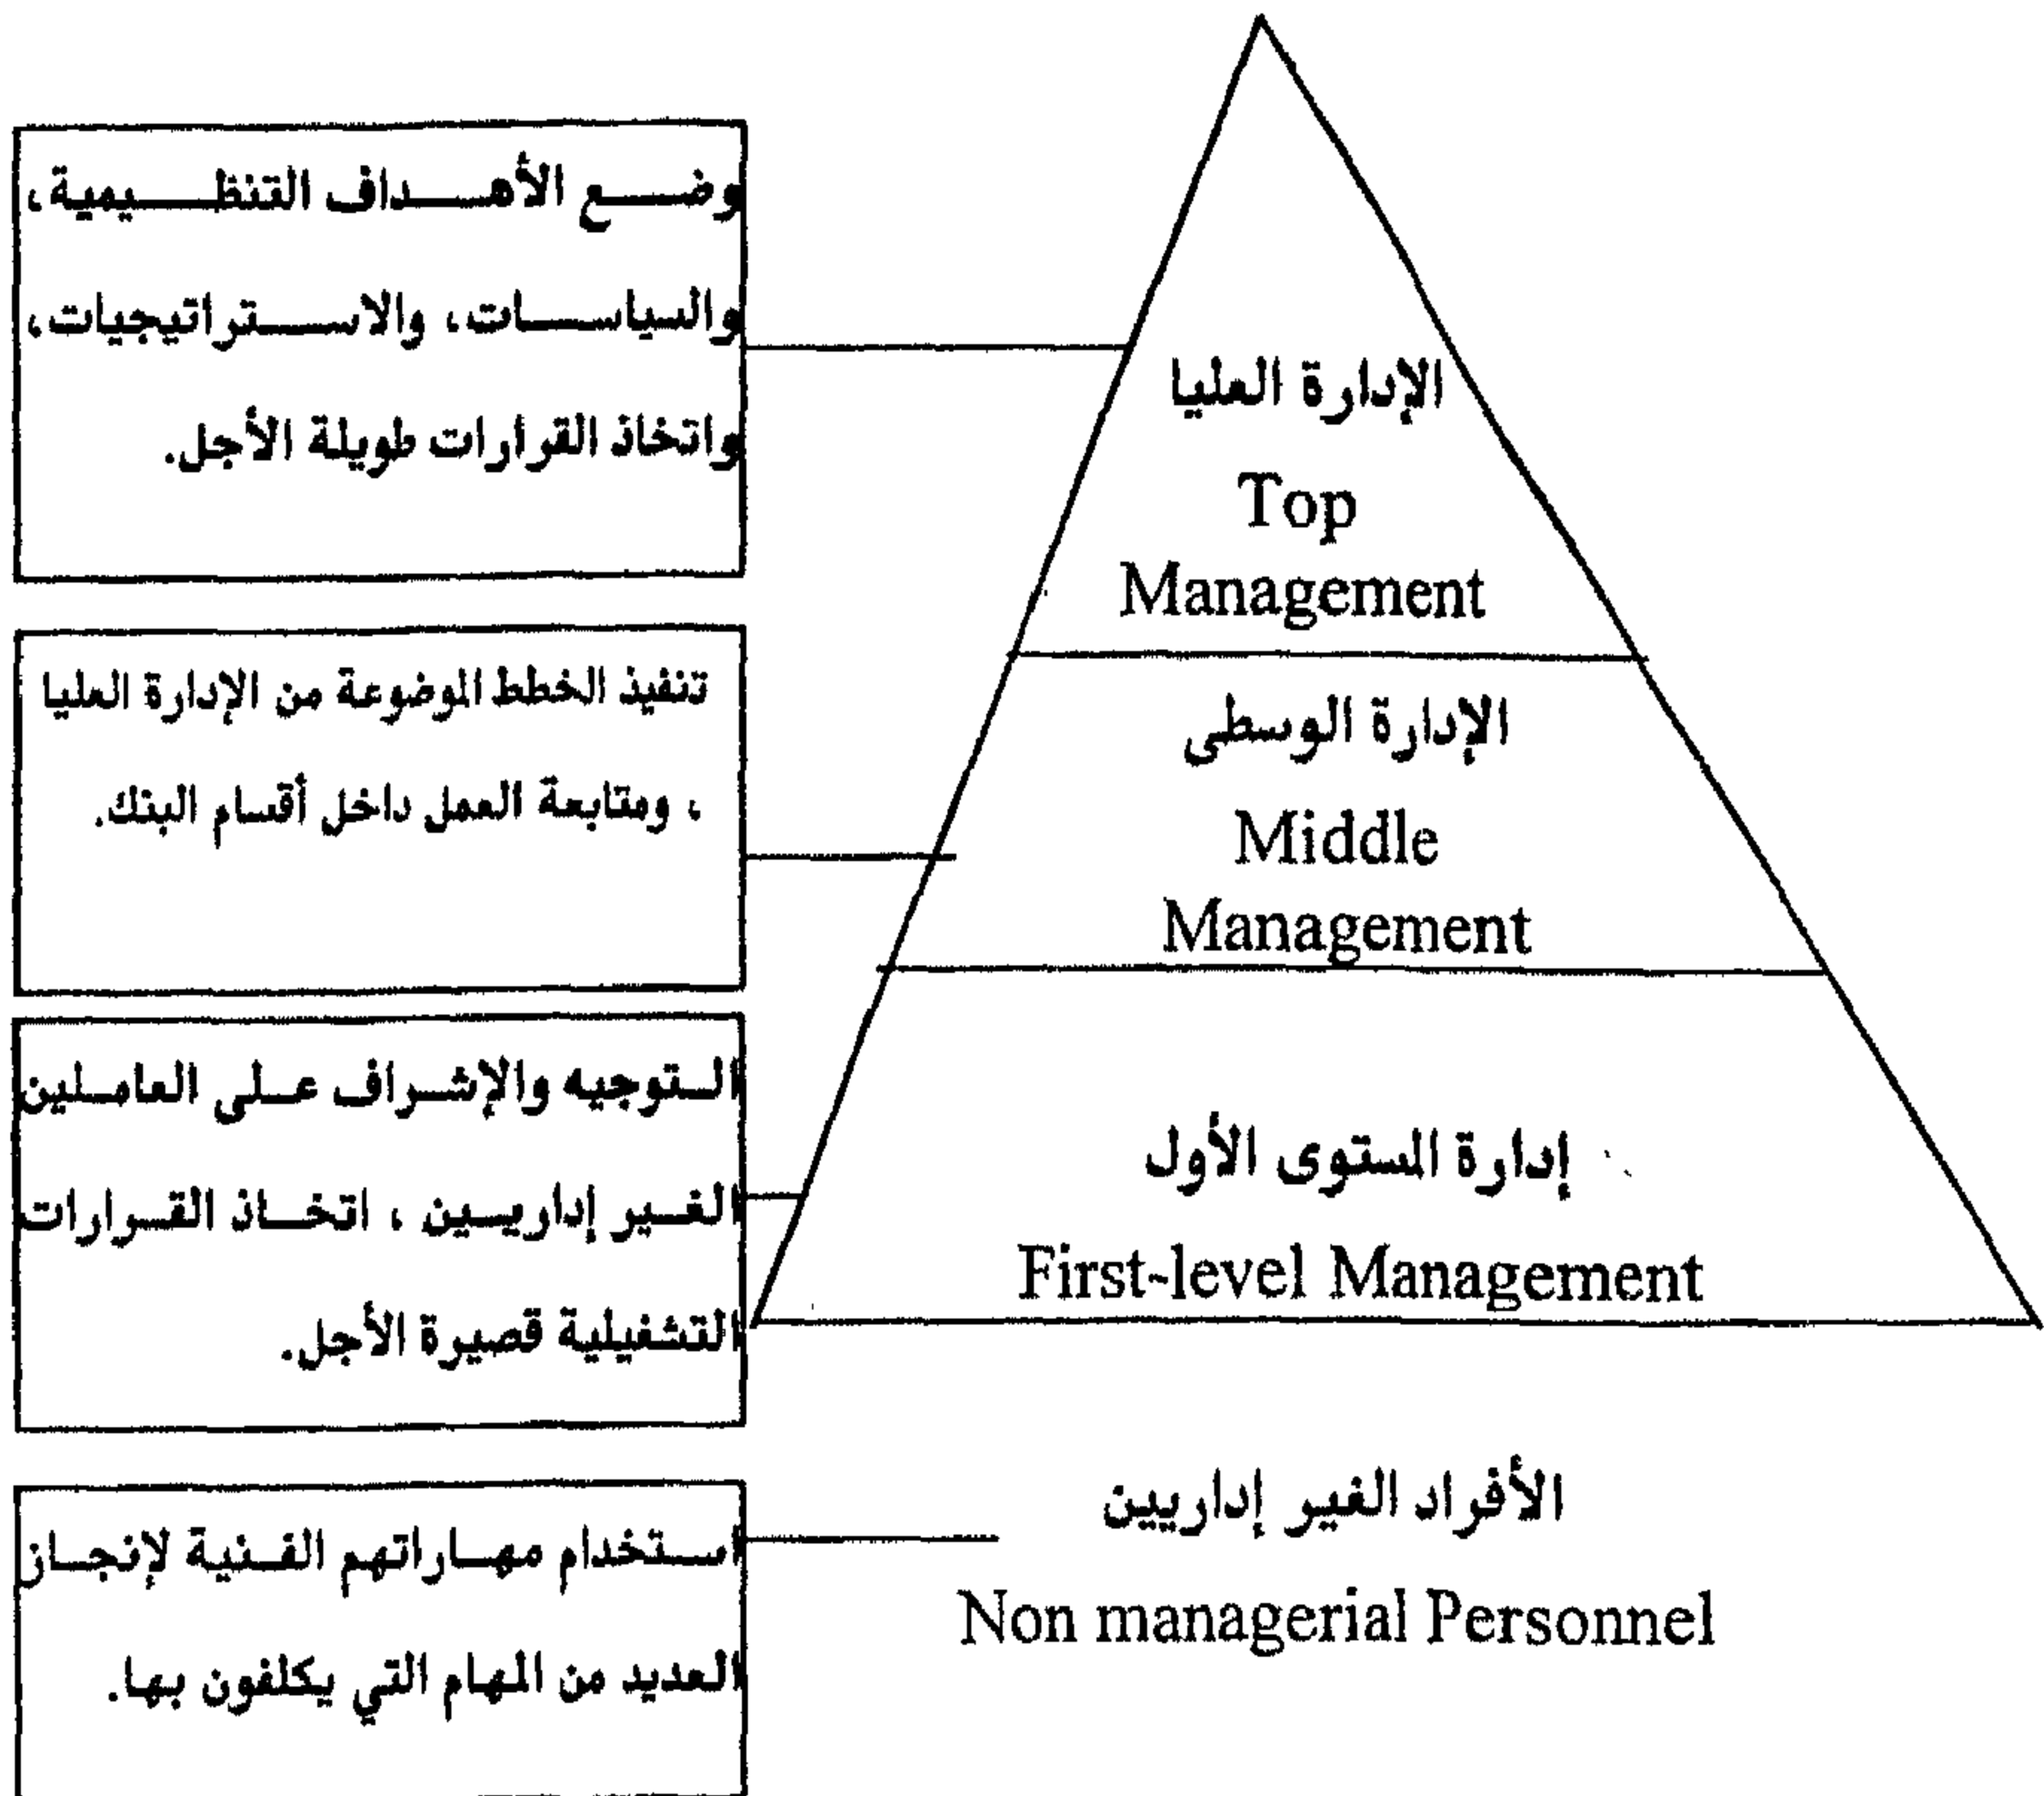 الإدارة العليا
Top
Management
وضع الأهداف التنظيمية،
والسياسات، والاستراتيجيات،
واتخاذ القرارات طويلة الأجل.
الإدارة الوسطى
Middle
Management
تنفيذ الخطط الموضوعة من الإدارة العليا
، ومتابعة العمل داخل أقسام البنك.
إدارة المستوى الأول
First-level Management
التوجيه والإشراف على العاملين
الغير إداريين ، اتخاذ القرارات
التشغيلية قصيرة الأجل.
الأفراد الغير إداريين
Non managerial Personnel
استخدام مهاراتهم الفنية لإنجاز
العديد من المهام التي يكلفون بها.